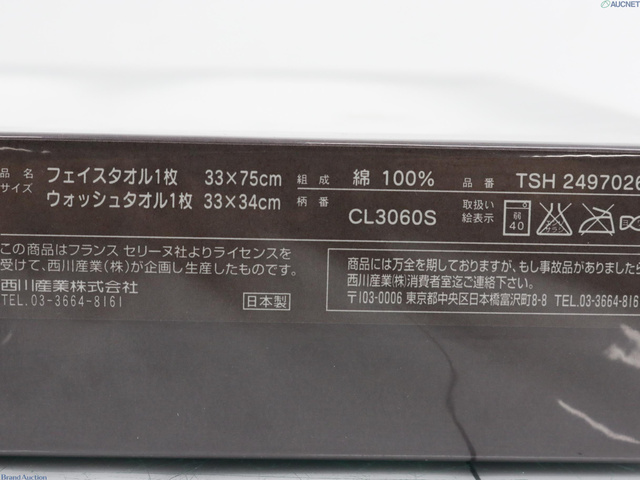 AUCNET
品名 フェイスタオル1枚 33×75cm 組成 綿 100% 品番 TSH 2497026
サイズ ウォッシュタオル1枚 33×34cm 柄番 CL3060S 取扱い絵表示 弱 40 エンソサラシ
この商品はフランス セリーヌ社よりライセンスを
受けて、西川産業(株)が企画し生産したものです。
西川産業株式会社
TEL.03-3664-8161 日本製
商品には万全を期しておりますが、もし事故品がありました
西川産業(株)消費者室迄ご連絡下さい。
〒103-0006 東京都中央区日本橋富沢町8-8 TEL.03-3664-816
Brand Auction